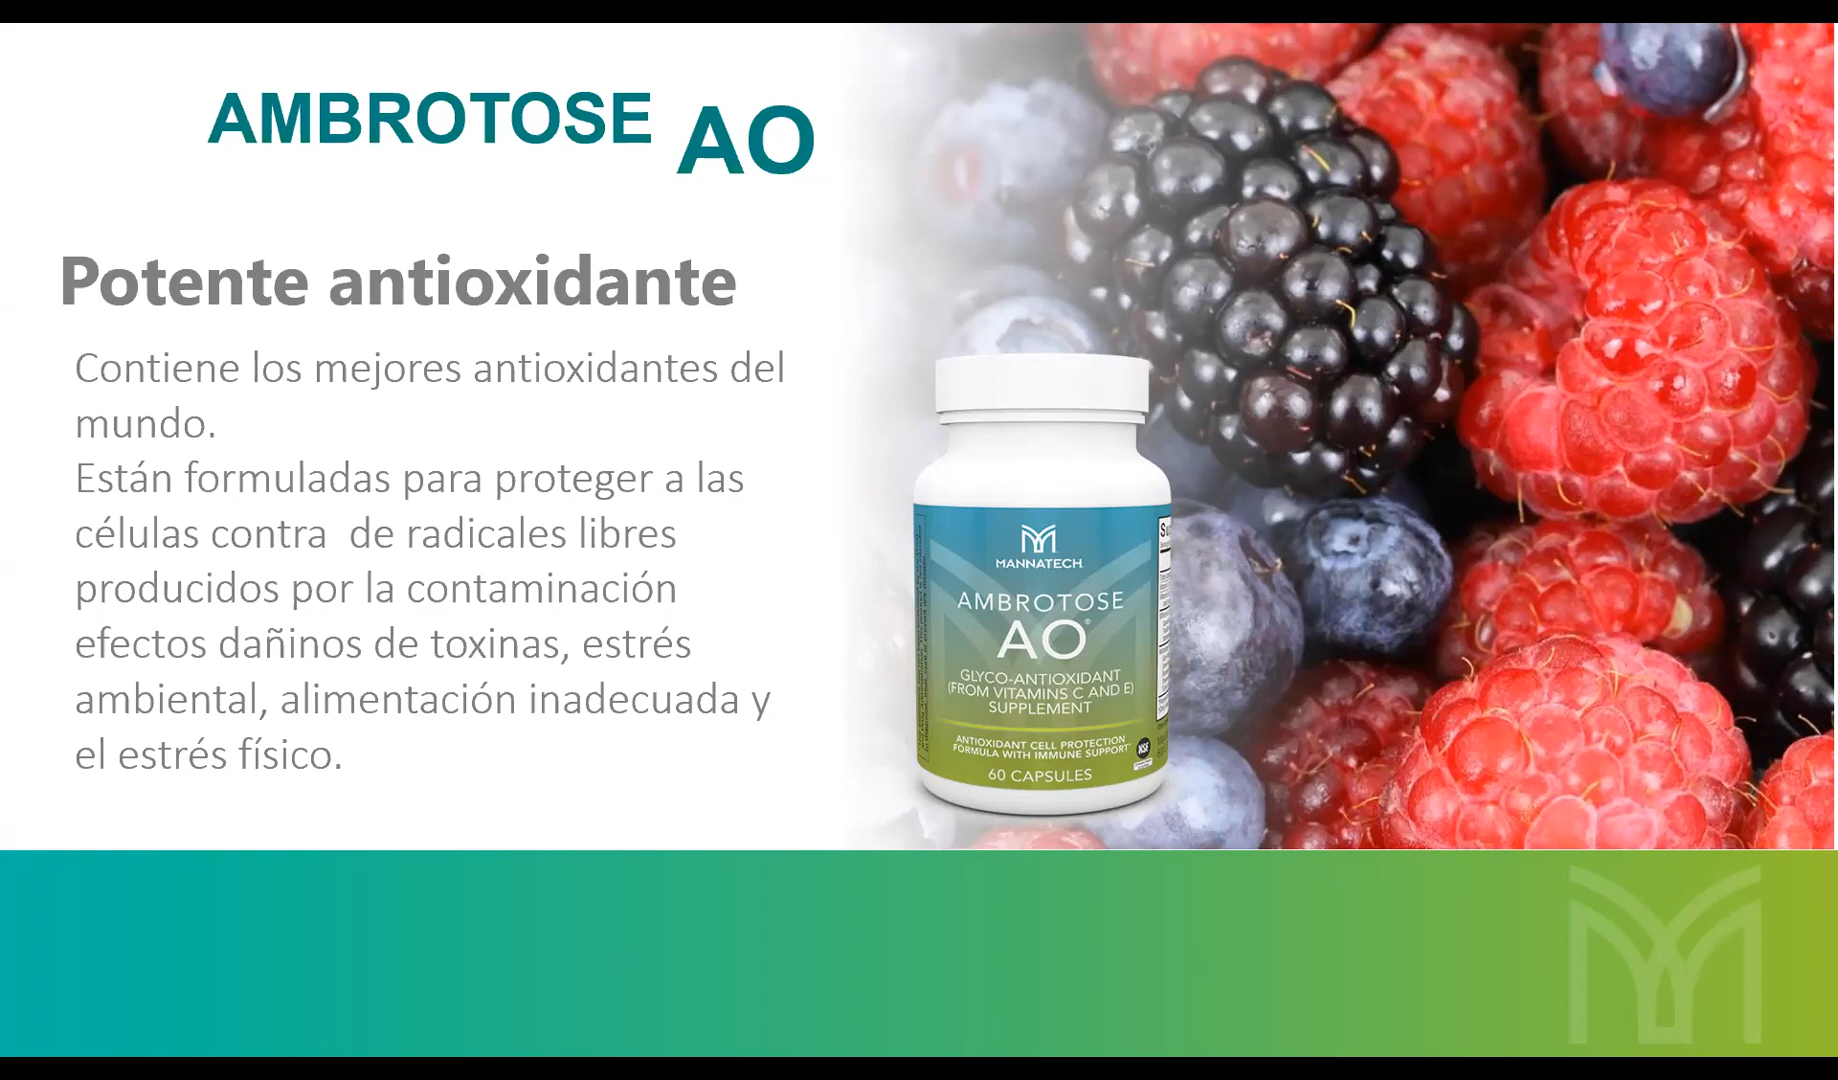 AMBROTOSE AO
Potente antioxidante
Contiene los mejores antioxidantes del
mundo.
Están formuladas para proteger a las
células contra  de radicales libres
producidos por la contaminación
efectos dañinos de toxinas, estrés
ambiental, alimentación inadecuada y
el estrés físico.
MANNATECH
AMBROTOSE
AO®
GLYCO-ANTIOXIDANT
(FROM VITAMINS C AND E)
SUPPLEMENT
ANTIOXIDANT CELL PROTECTION
FORMULA WITH IMMUNE SUPPORT
NSF
60 CAPSULES